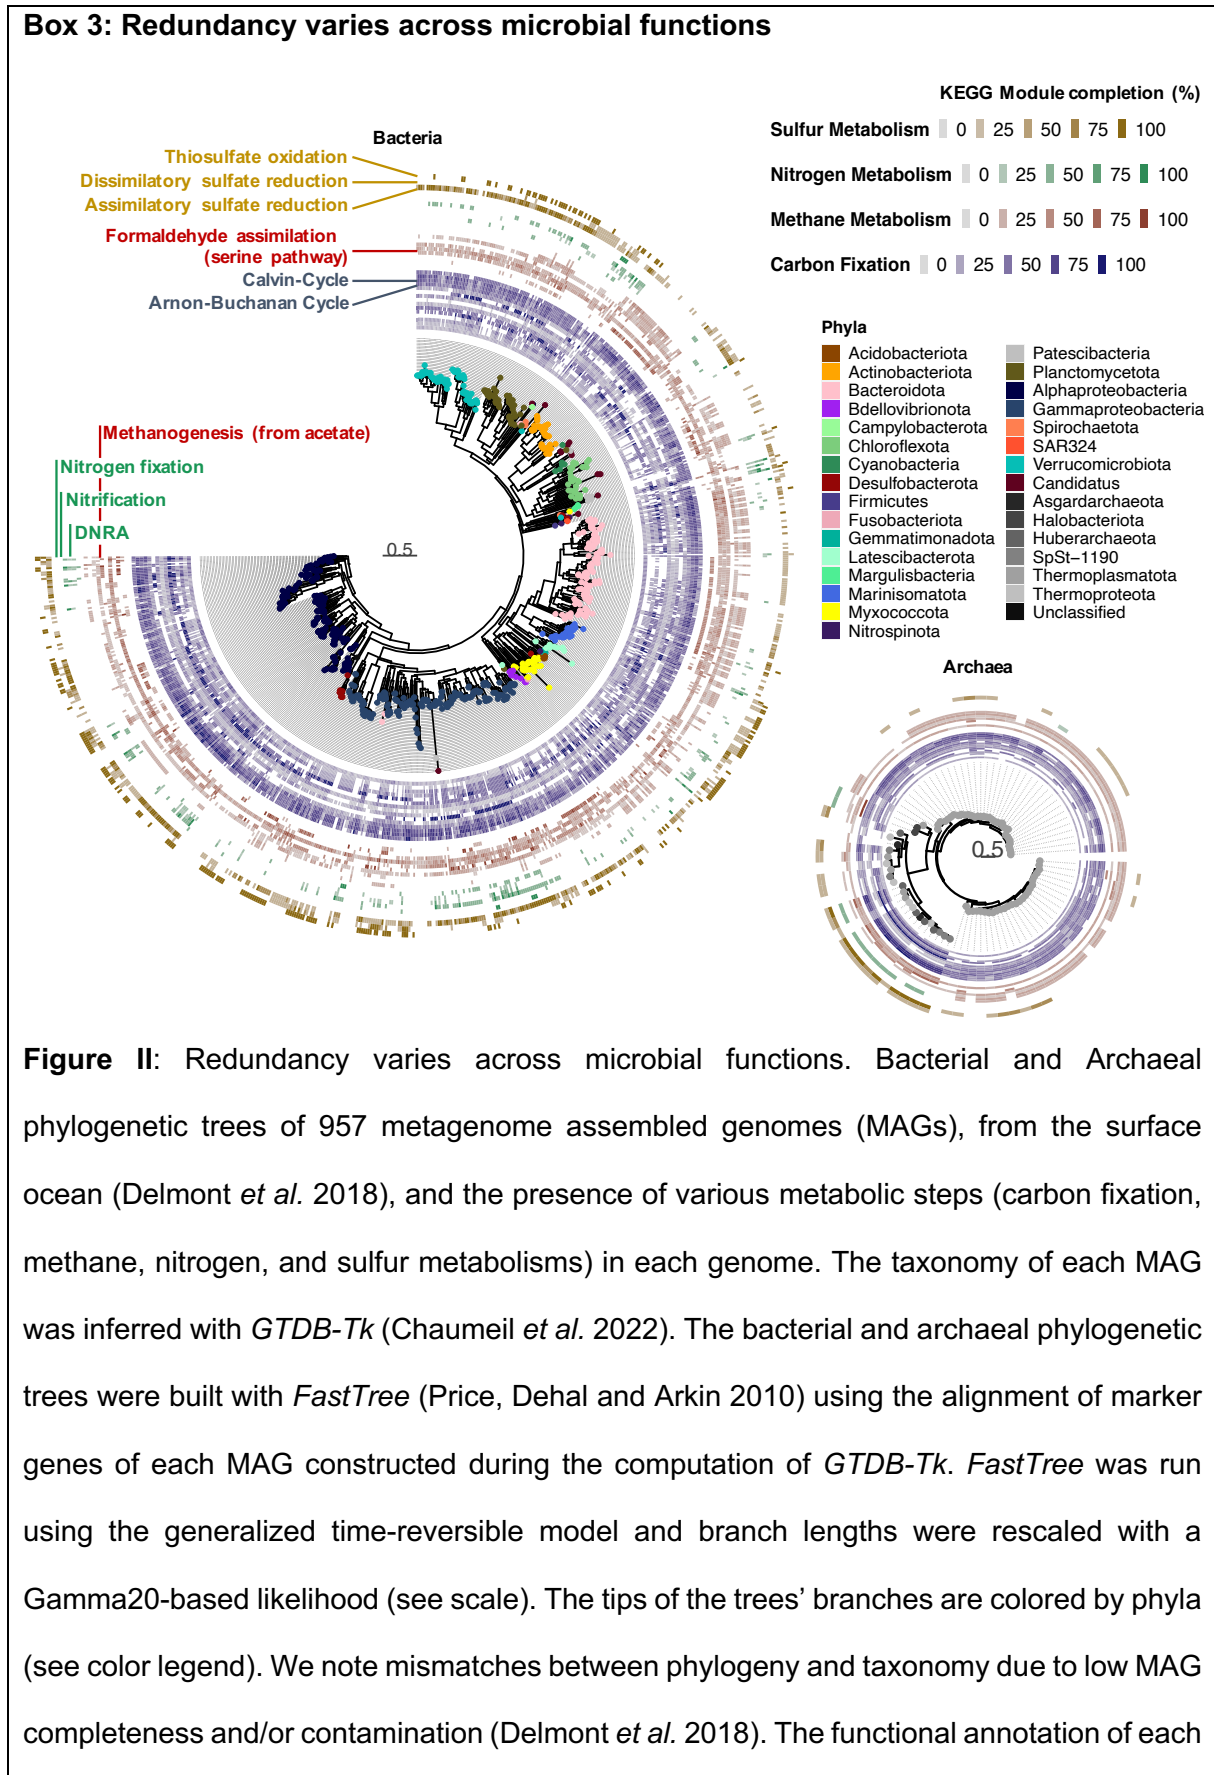 Box 3: Redundancy varies across microbial functions
KEGG Module completion (%)
Sulfur Metabolism 0 25 50 75 100
Nitrogen Metabolism 0 25 50 75 100
Methane Metabolism 0 25 50 75 100
Carbon Fixation 0 25 50 75 100
Bacteria
Thiosulfate oxidation
Dissimilatory sulfate reduction
Assimilatory sulfate reduction
Formaldehyde assimilation
(serine pathway)
Calvin-Cycle
Arnon-Buchanan Cycle
Methanogenesis (from acetate)
Nitrogen fixation
Nitrification
DNRA
0.5
Phyla
Acidobacteriota
Actinobacteriota
Bacteroidota
Bdellovibrionota
Campylobacterota
Chloroflexota
Cyanobacteria
Desulfobacterota
Firmicutes
Fusobacteriota
Gemmatimonadota
Latescibacterota
Margulisbacteria
Marinisomatota
Myxococcota
Nitrospinota
Patescibacteria
Planctomycetota
Alphaproteobacteria
Gammaproteobacteria
Spirochaetota
SAR324
Verrucomicrobiota
Candidatus
Asgardarchaeota
Halobacteriota
Huberarchaeota
SpSt−1190
Thermoplasmatota
Thermoproteota
Unclassified
Archaea
0.5
Figure II: Redundancy varies across microbial functions. Bacterial and Archaeal
phylogenetic trees of 957 metagenome assembled genomes (MAGs), from the surface
ocean (Delmont et al. 2018), and the presence of various metabolic steps (carbon fixation,
methane, nitrogen, and sulfur metabolisms) in each genome. The taxonomy of each MAG
was inferred with GTDB-Tk (Chaumeil et al. 2022). The bacterial and archaeal phylogenetic
trees were built with FastTree (Price, Dehal and Arkin 2010) using the alignment of marker
genes of each MAG constructed during the computation of GTDB-Tk. FastTree was run
using the generalized time-reversible model and branch lengths were rescaled with a
Gamma20-based likelihood (see scale). The tips of the trees’ branches are colored by phyla
(see color legend). We note mismatches between phylogeny and taxonomy due to low MAG
completeness and/or contamination (Delmont et al. 2018). The functional annotation of each